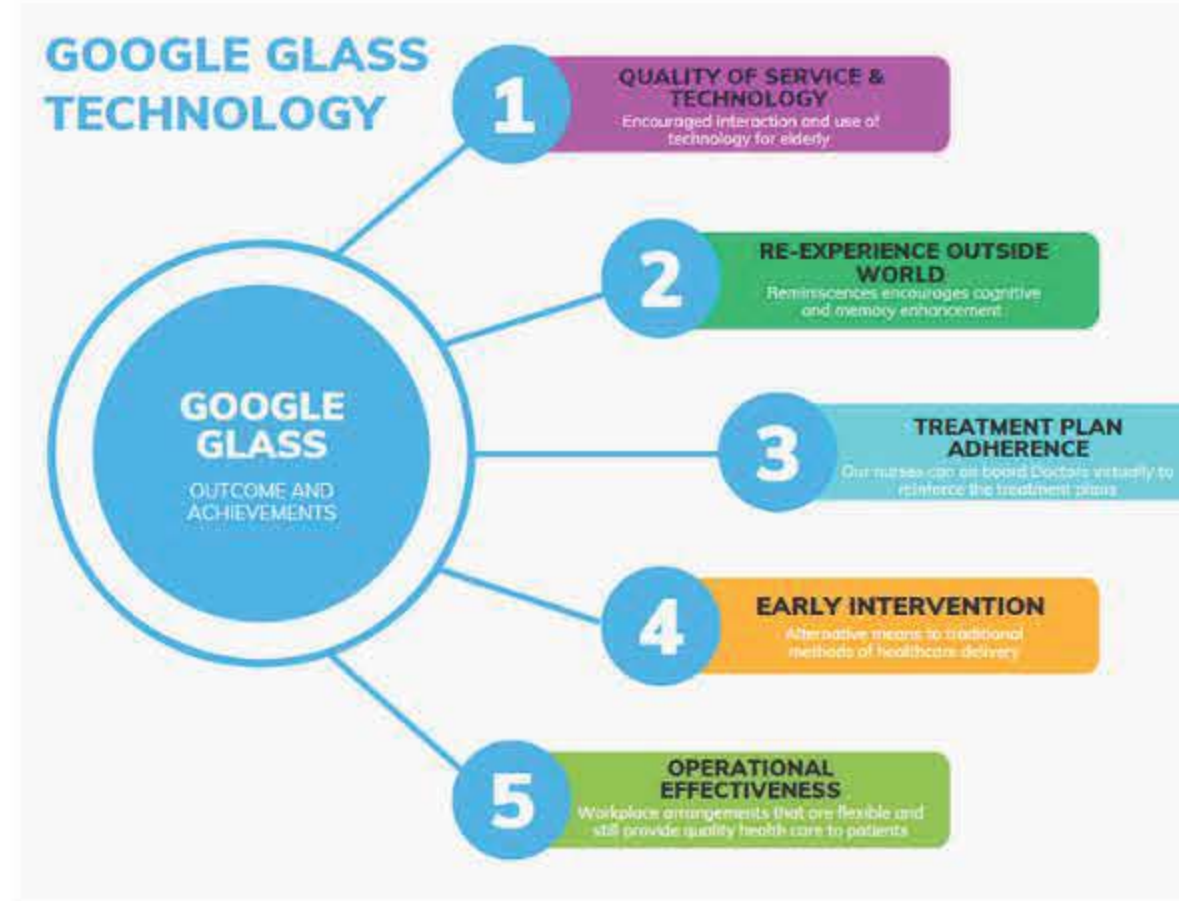 GOOGLE GLASS
TECHNOLOGY
1
QUALITY OF SERVICE &
TECHNOLOGY
Encouraged interaction and use of
technology for elderly
2
RE-EXPERIENCE OUTSIDE
WORLD
Reminiscences encourages cognitive
and memory enhancement
GOOGLE
GLASS
OUTCOME AND
ACHIEVEMENTS
3
TREATMENT PLAN
ADHERENCE
Our nurses can on board Doctors virtually to
reinforce the treatment plans
4
EARLY INTERVENTION
Alternative means to traditional
methods of healthcare delivery
5
OPERATIONAL
EFFECTIVENESS
Workplace arrangements that are flexible and
still provide quality health care to patients